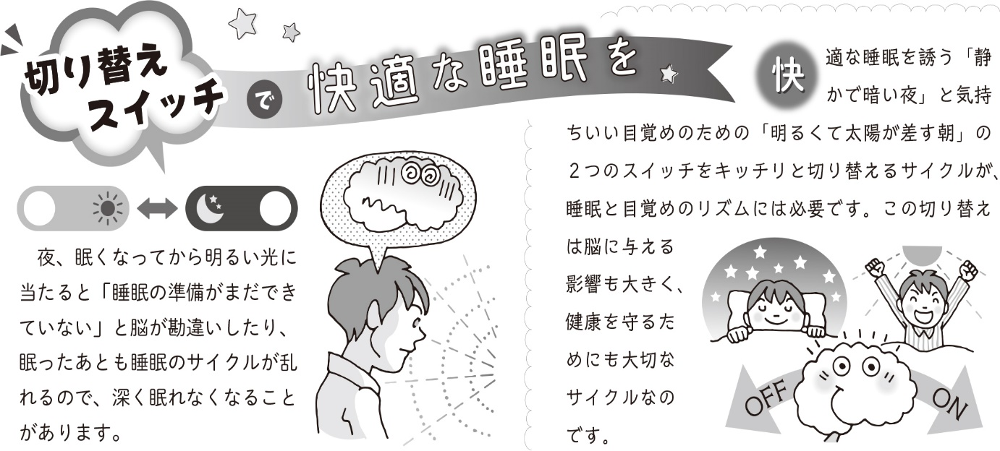 切り替え
スイッチ
で快適な睡眠を
夜、眠くなってから明るい光に
当たると「睡眠の準備がまだでき
ていない」と脳が勘違いしたり、
眠ったあとも睡眠のサイクルが乱
れるので、深く眠れなくなること
があります。
快適な睡眠を誘う「静
かで暗い夜」と気持
ちいい目覚めのための「明るくて太陽が差す朝」の
２つのスイッチをキッチリと切り替えるサイクルが、
睡眠と目覚めのリズムには必要です。この切り替え
は脳に与える
影響も大きく、
健康を守るた
めにも大切な
サイクルなの
です。
OFF
ON